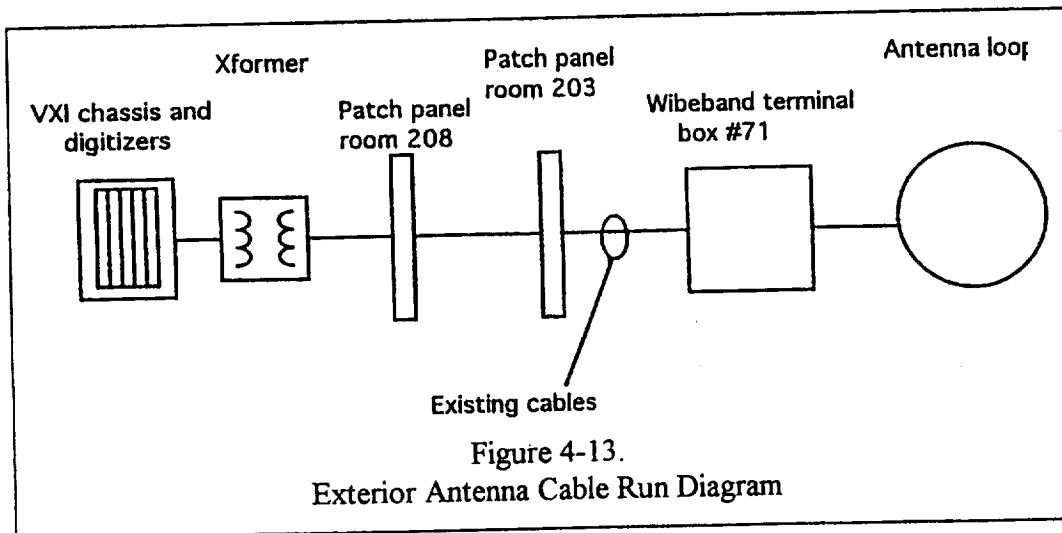 Xformer
Patch panel
room 203
Antenna loop
VXI chassis and
digitizers
Patch panel
room 208
Wibeband terminal
box #71
Existing cables
Figure 4-13.
Exterior Antenna Cable Run Diagram